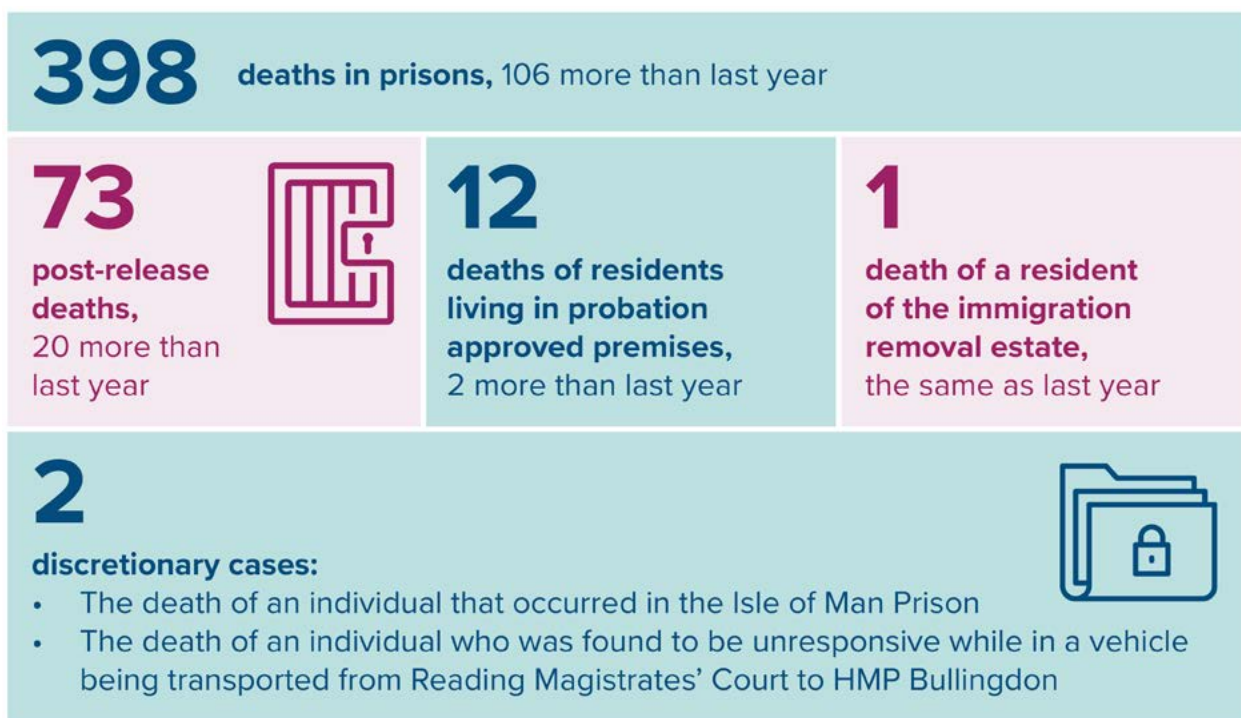 398 deaths in prisons, 106 more than last year
73
post-release
deaths,
20 more than
last year
12
deaths of residents
living in probation
approved premises,
2 more than last year
1
death of a resident
of the immigration
removal estate,
the same as last year
2
discretionary cases:
• The death of an individual that occurred in the Isle of Man Prison
• The death of an individual who was found to be unresponsive while in a vehicle
being transported from Reading Magistrates’ Court to HMP Bullingdon